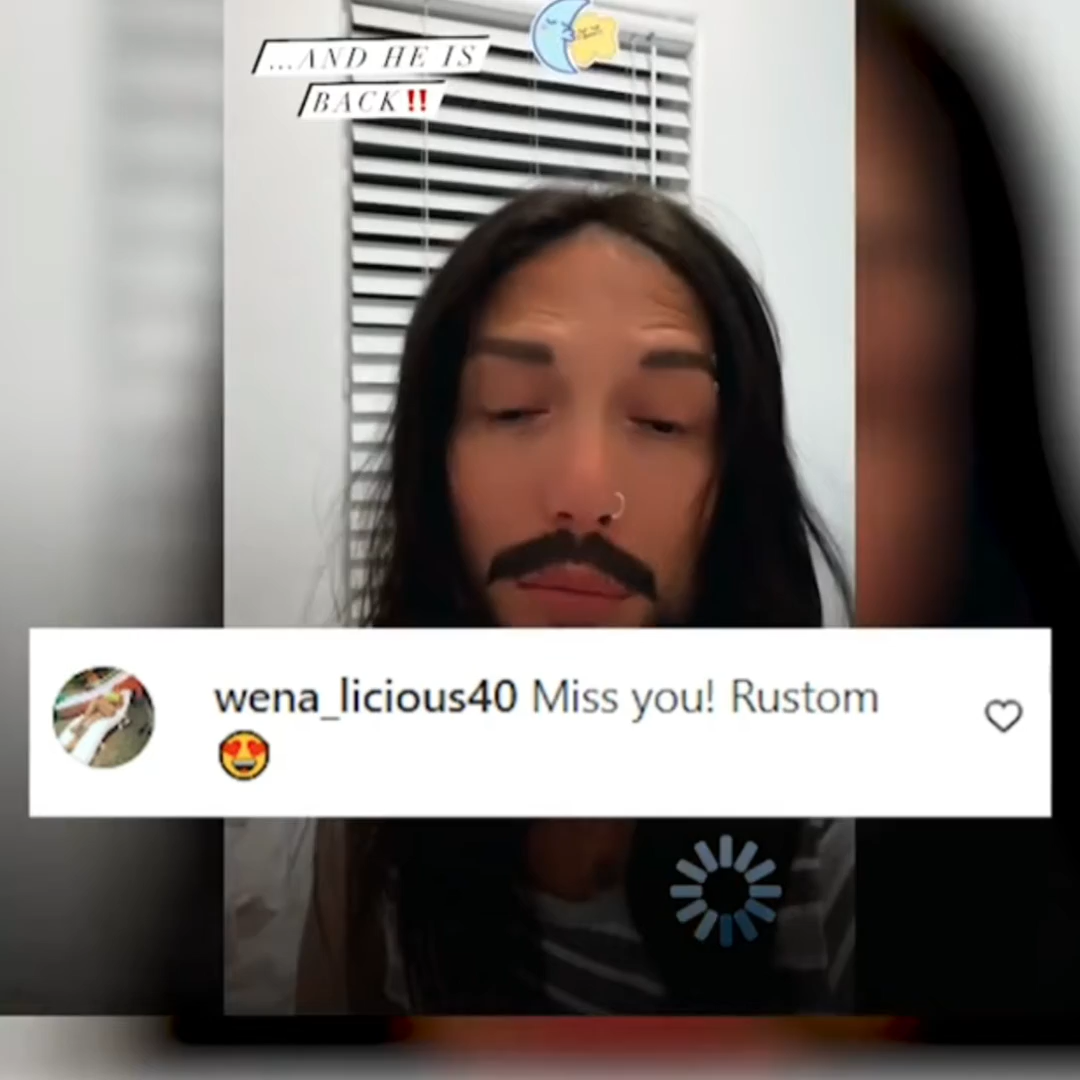 ...AND HE IS
BACK‼️
wena_licious40 Miss you! Rustom
😍